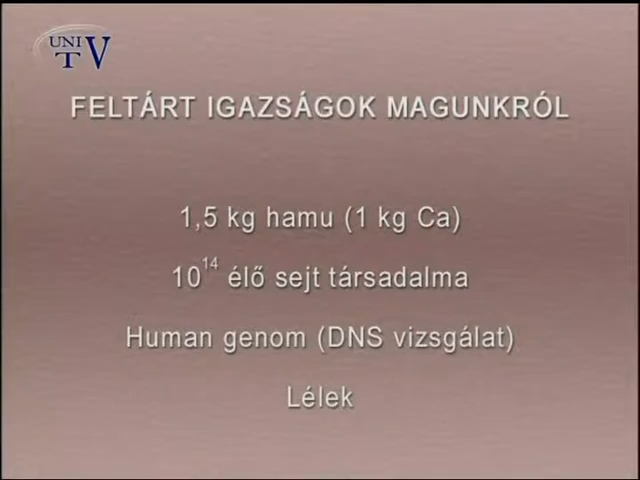 UNI
TV
FELTÁRT IGAZSÁGOK MAGUNKRÓL
1,5 kg hamu (1 kg Ca)
10¹⁴ élő sejt társadalma
Human genom (DNS vizsgálat)
Lélek